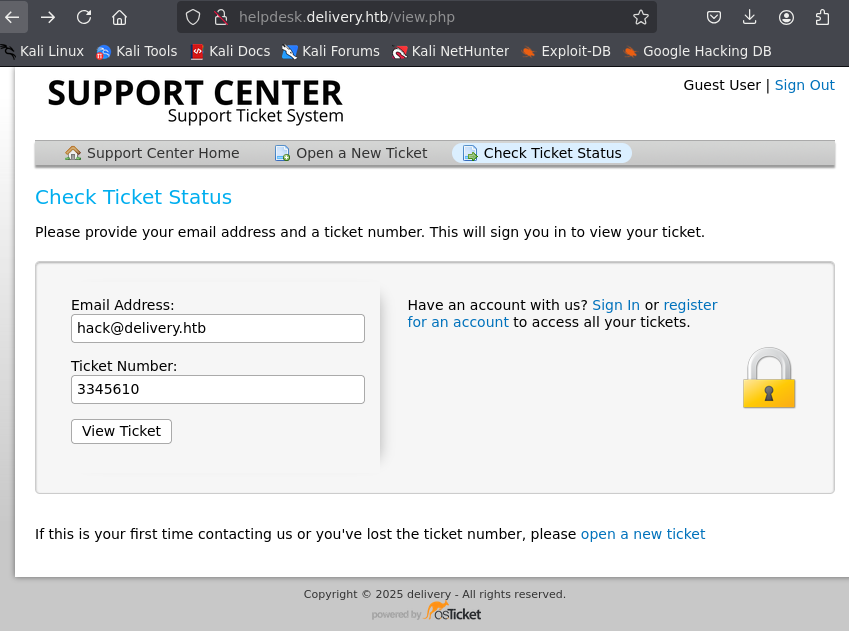 helpdesk.delivery.htb/view.php
Kali Linux Kali Tools Kali Docs Kali Forums Kali NetHunter Exploit-DB Google Hacking DB
SUPPORT CENTER
Support Ticket System
Guest User | Sign Out
Support Center Home Open a New Ticket Check Ticket Status
Check Ticket Status
Please provide your email address and a ticket number. This will sign you in to view your ticket.
Email Address:
hack@delivery.htb
Ticket Number:
3345610
View Ticket
Have an account with us? Sign In or register
for an account to access all your tickets.
If this is your first time contacting us or you've lost the ticket number, please open a new ticket
Copyright © 2025 delivery - All rights reserved.
powered by osTicket